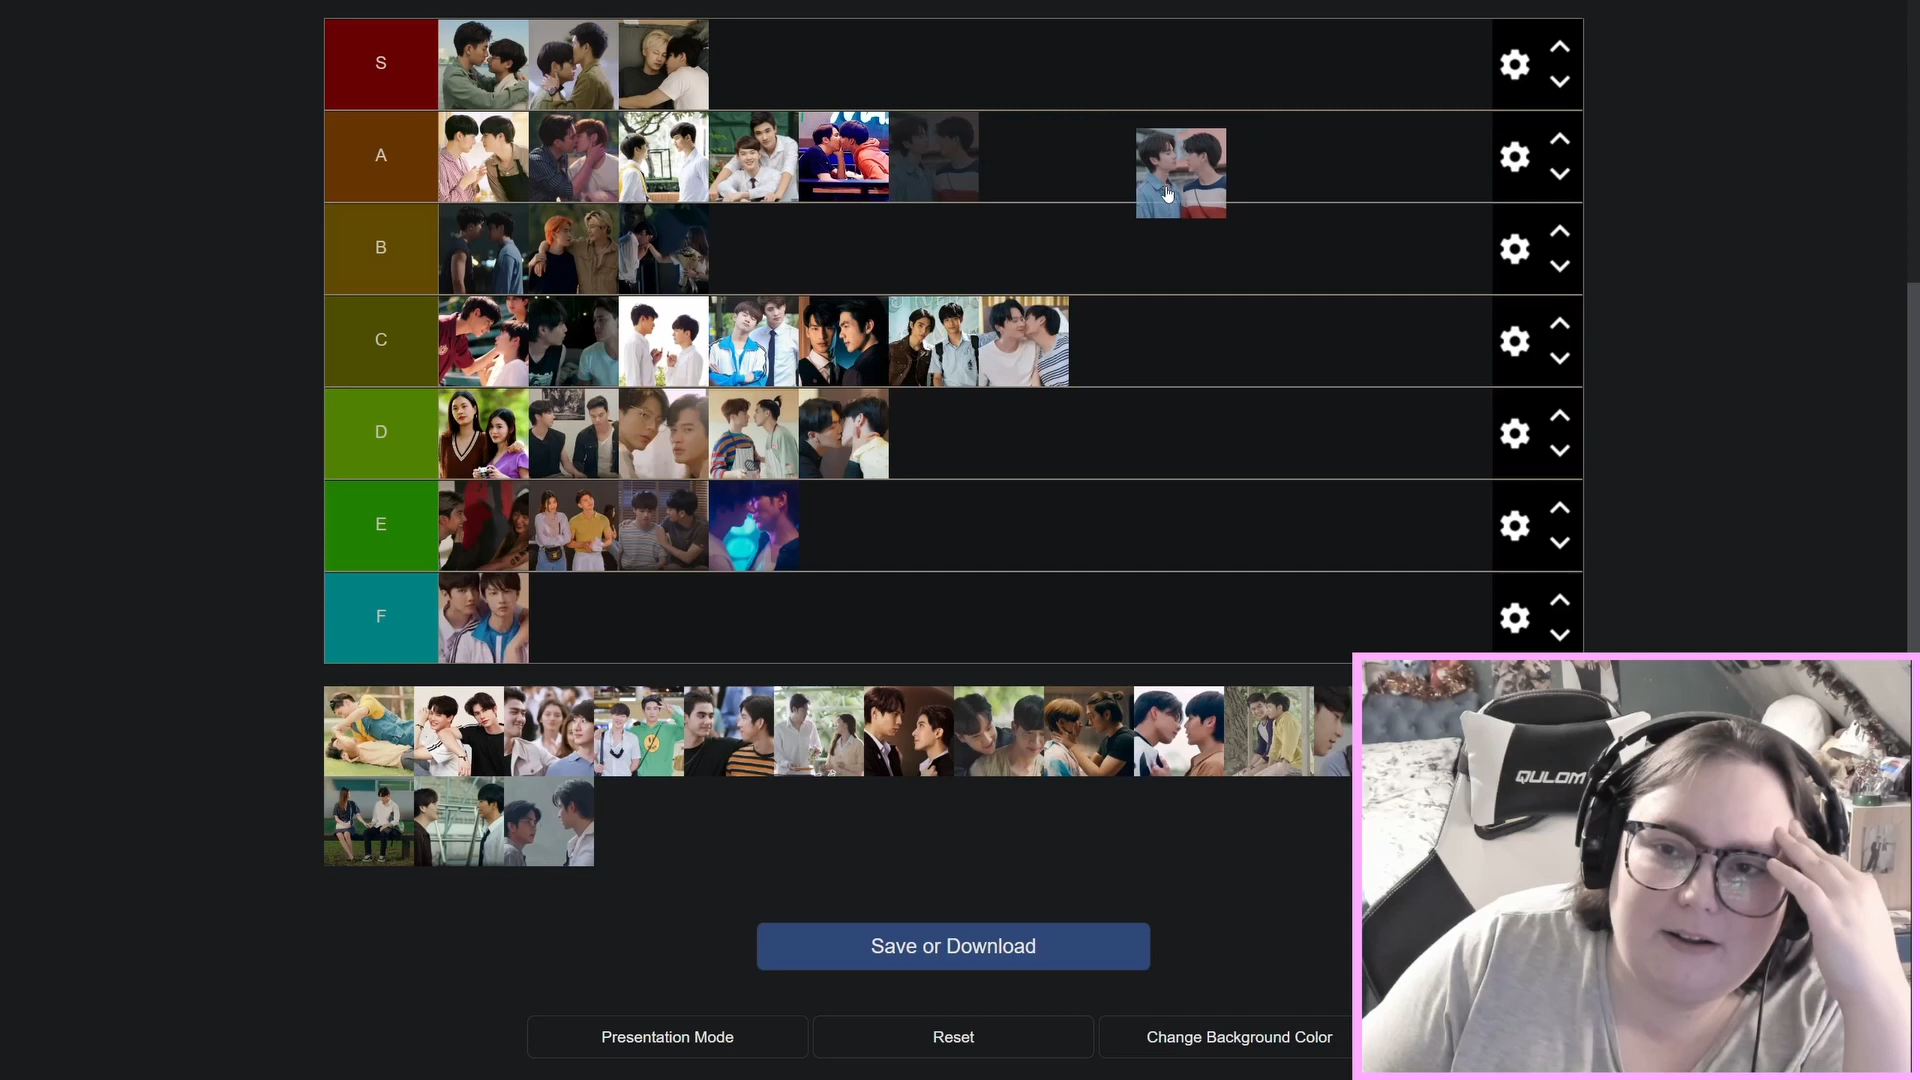 S
A
B
C
D
E
F
QULOM
Save or Download
Presentation Mode
Reset
Change Background Color